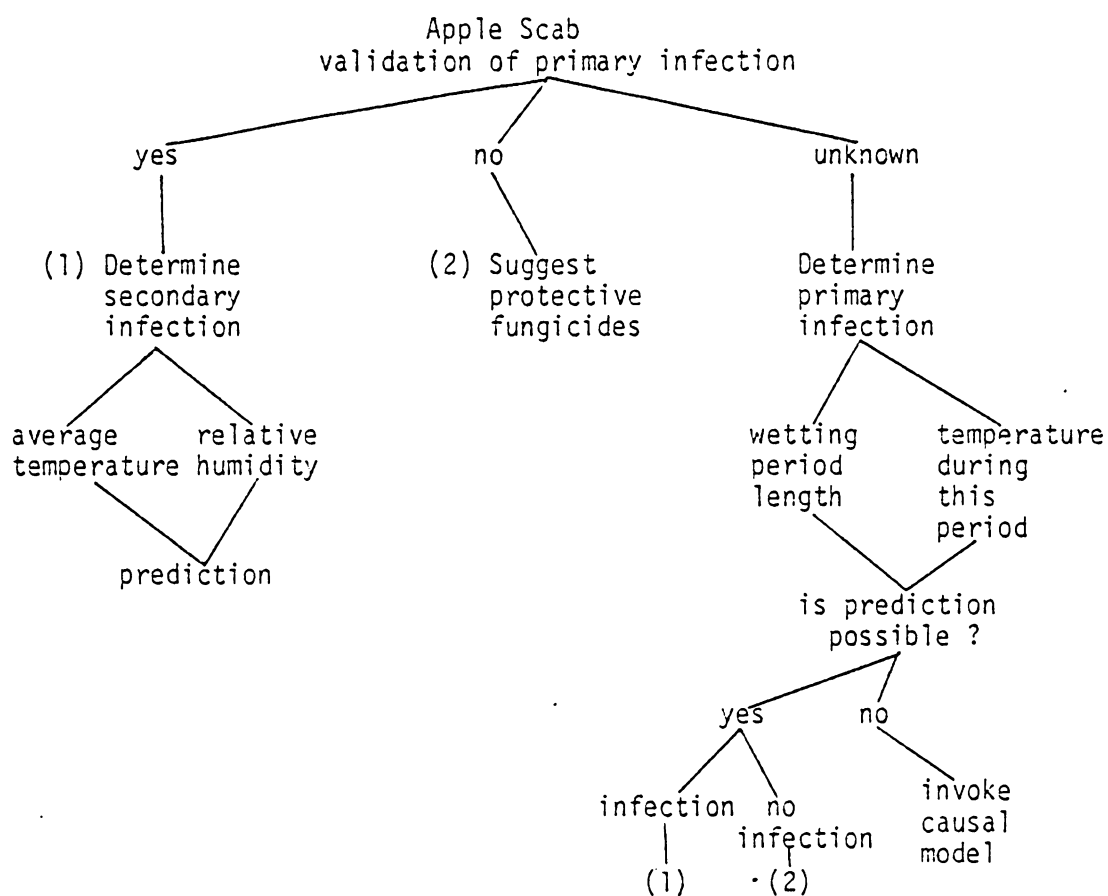 Apple Scab
validation of primary infection
yes
no
unknown
(1) Determine
secondary
infection
(2) Suggest
protective
fungicides
Determine
primary
infection
average
temperature
relative
humidity
wetting
period
length
temperature
during
this
period
prediction
is prediction
possible ?
yes
no
infection
no
infection
invoke
causal
model
(1)
(2)